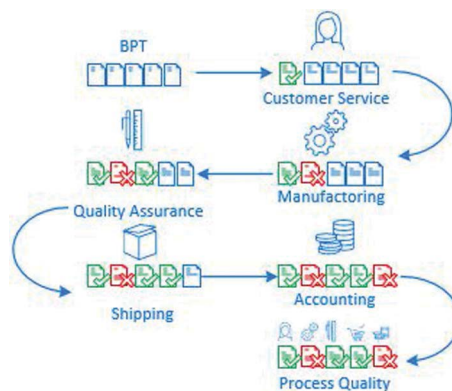 BPT
Customer Service
Quality Assurance
Manufactoring
Shipping
Accounting
Process Quality